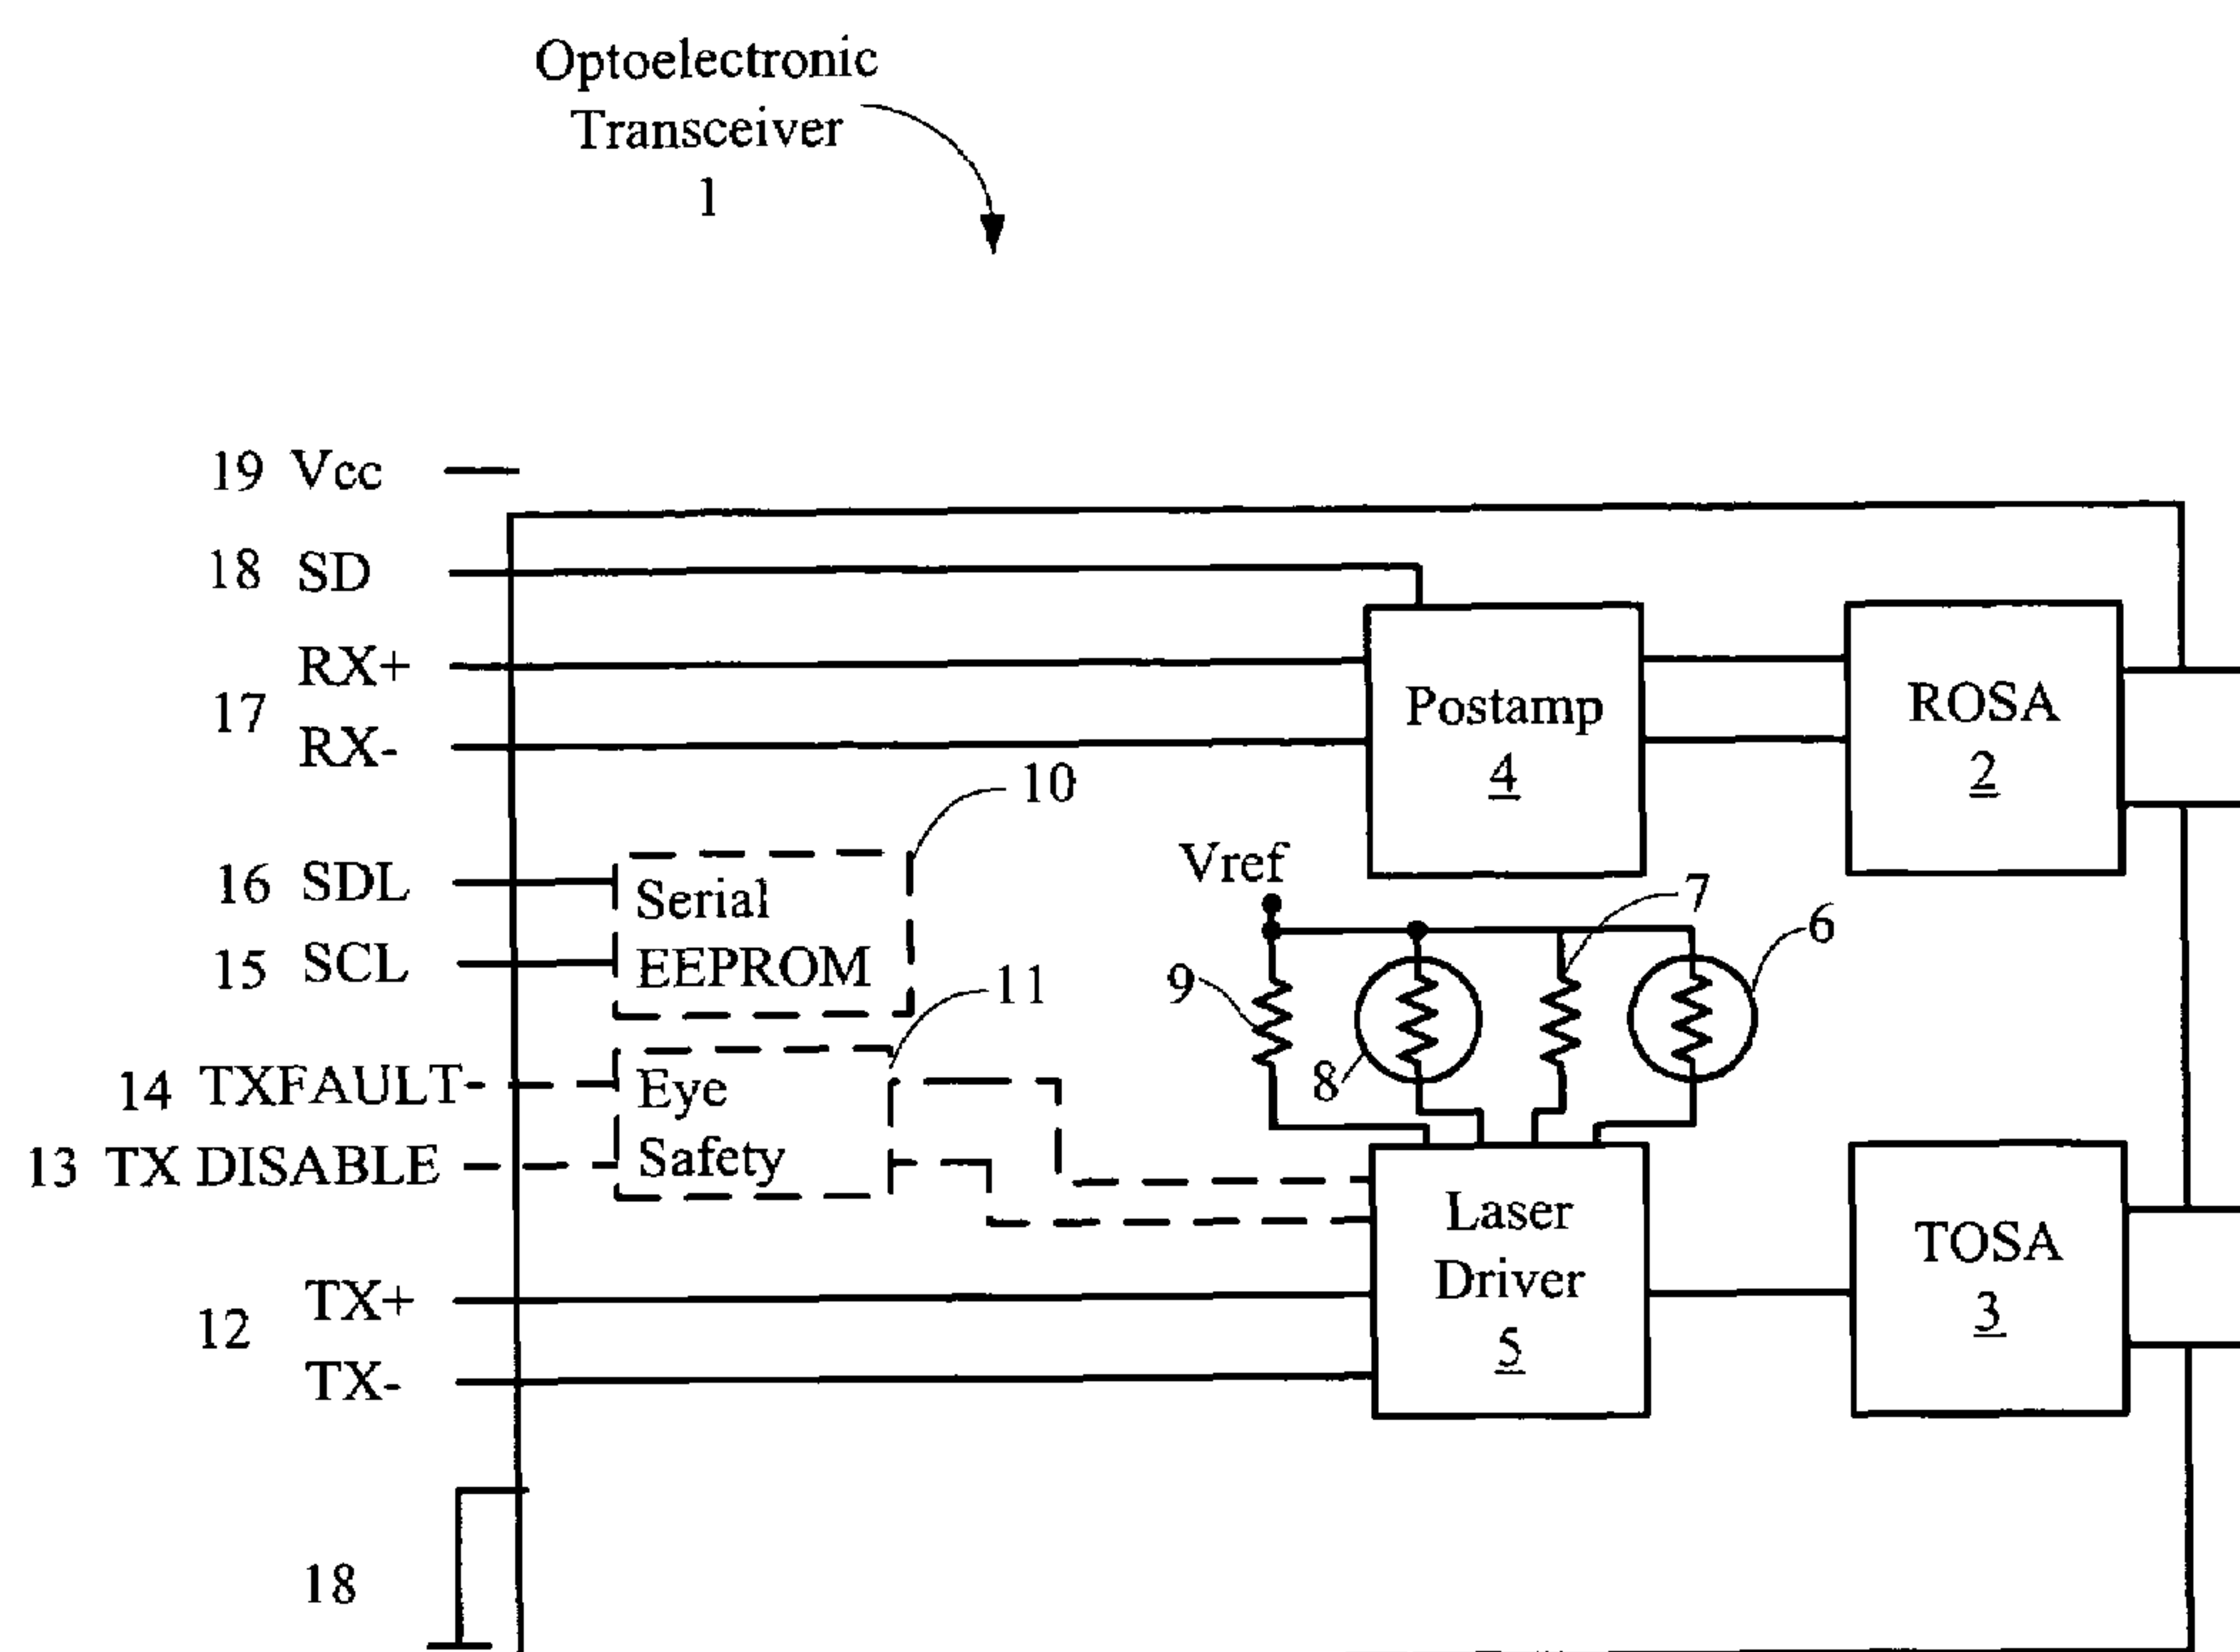 Optoelectronic
Transceiver
1
19 Vcc
18 SD
RX+
17
RX-
Postamp
4
ROSA
2
10
16 SDL
15 SCL
Serial
EEPROM
Vref
7
6
9
8
11
14 TXFAULT
13 TX DISABLE
Eye
Safety
Laser
Driver
5
TOSA
3
TX+
12
TX-
18